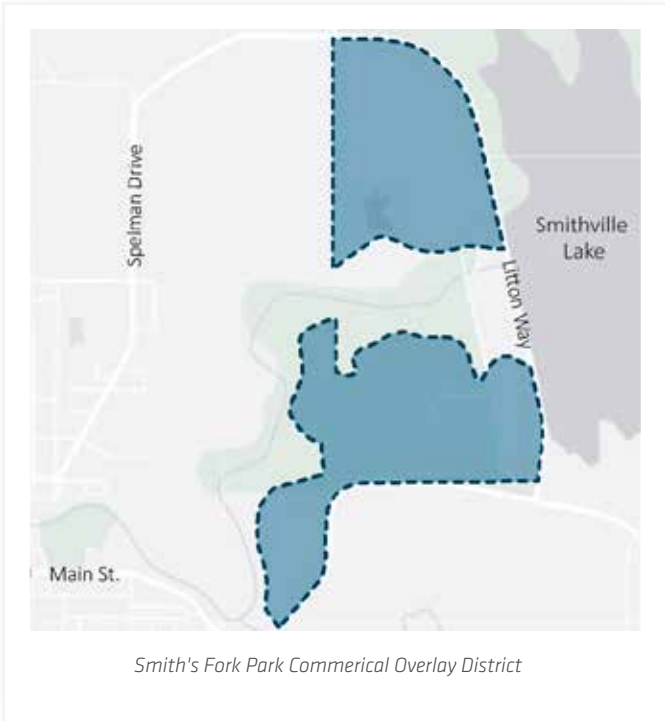 Spelman Drive
Smithville
Lake
Litton Way
Main St.
Smith's Fork Park Commerical Overlay District